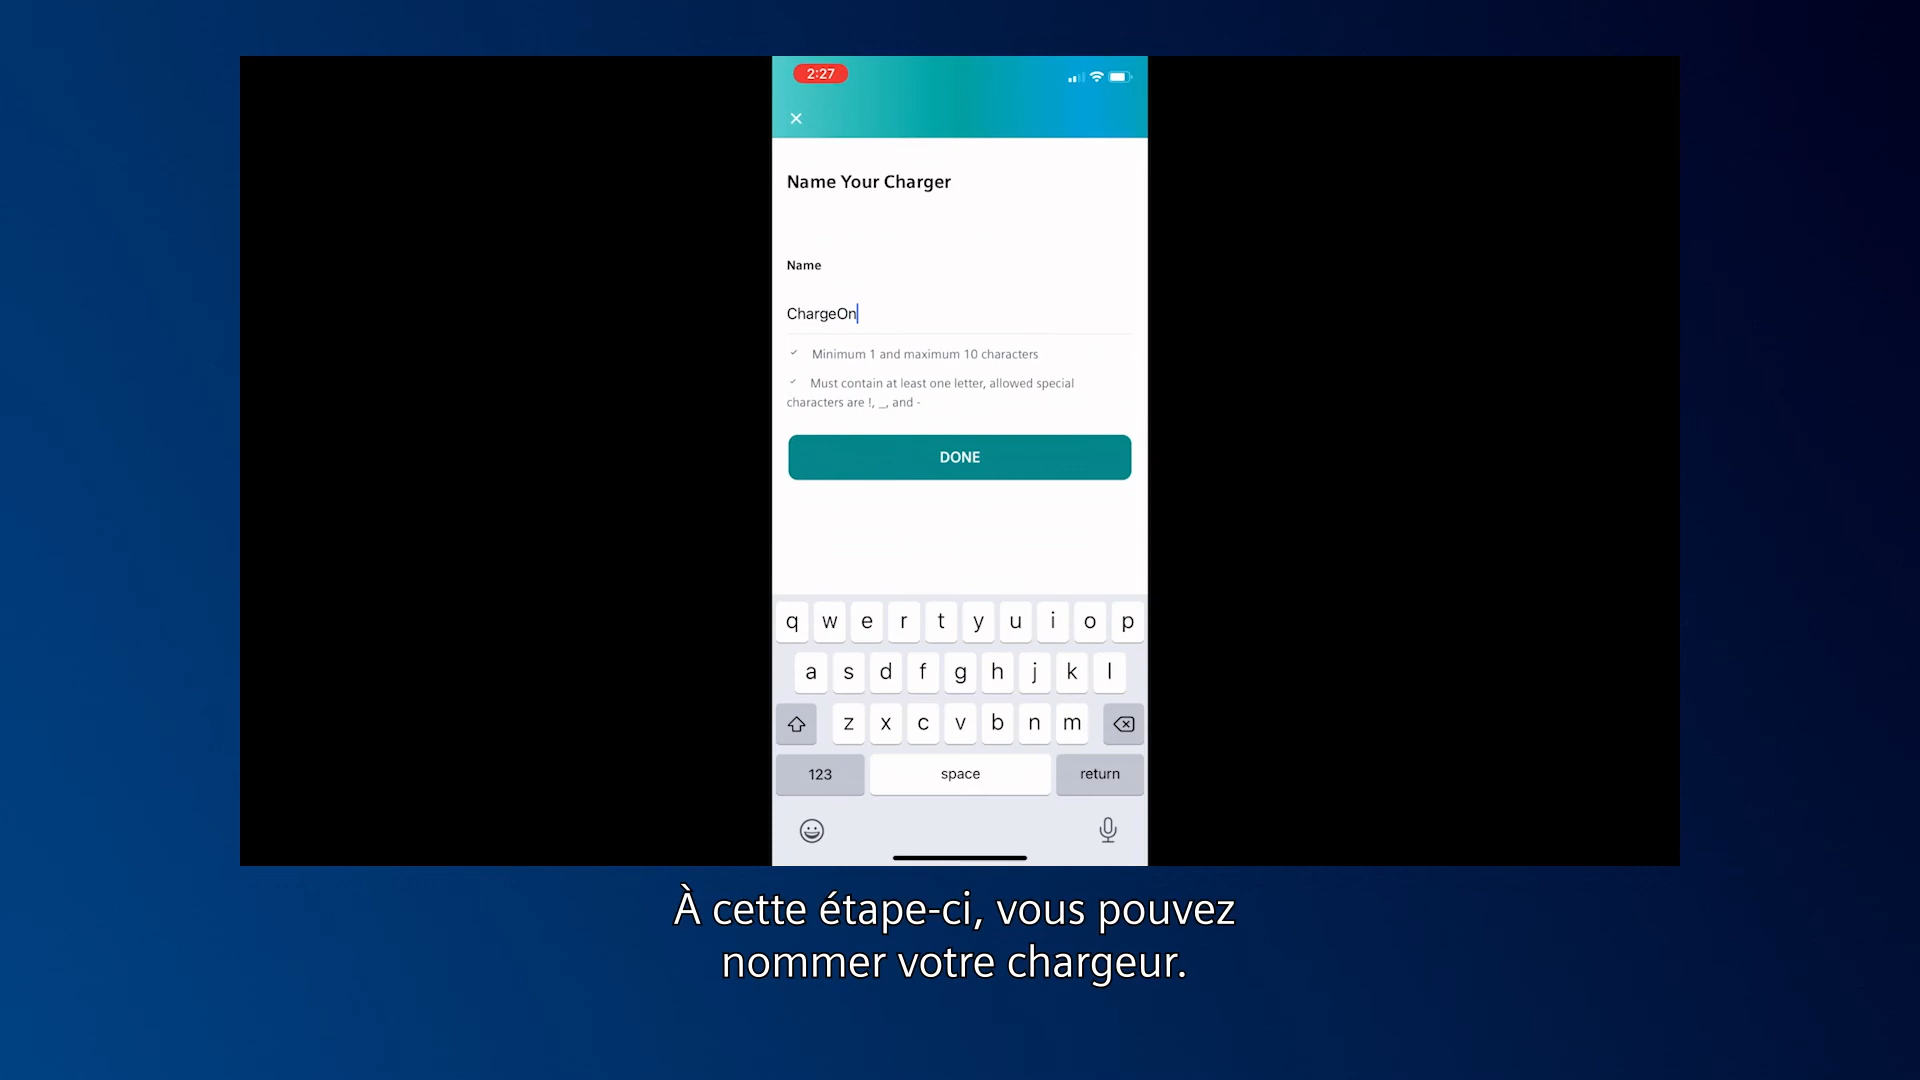 2:27
Name Your Charger
Name
ChargeOn
Minimum 1 and maximum 10 characters
Must contain at least one letter, allowed special
characters are !, _, and -
DONE
q w e r t y u i o p
a s d f g h j k l
z x c v b n m
123 space return
À cette étape-ci, vous pouvez
nommer votre chargeur.